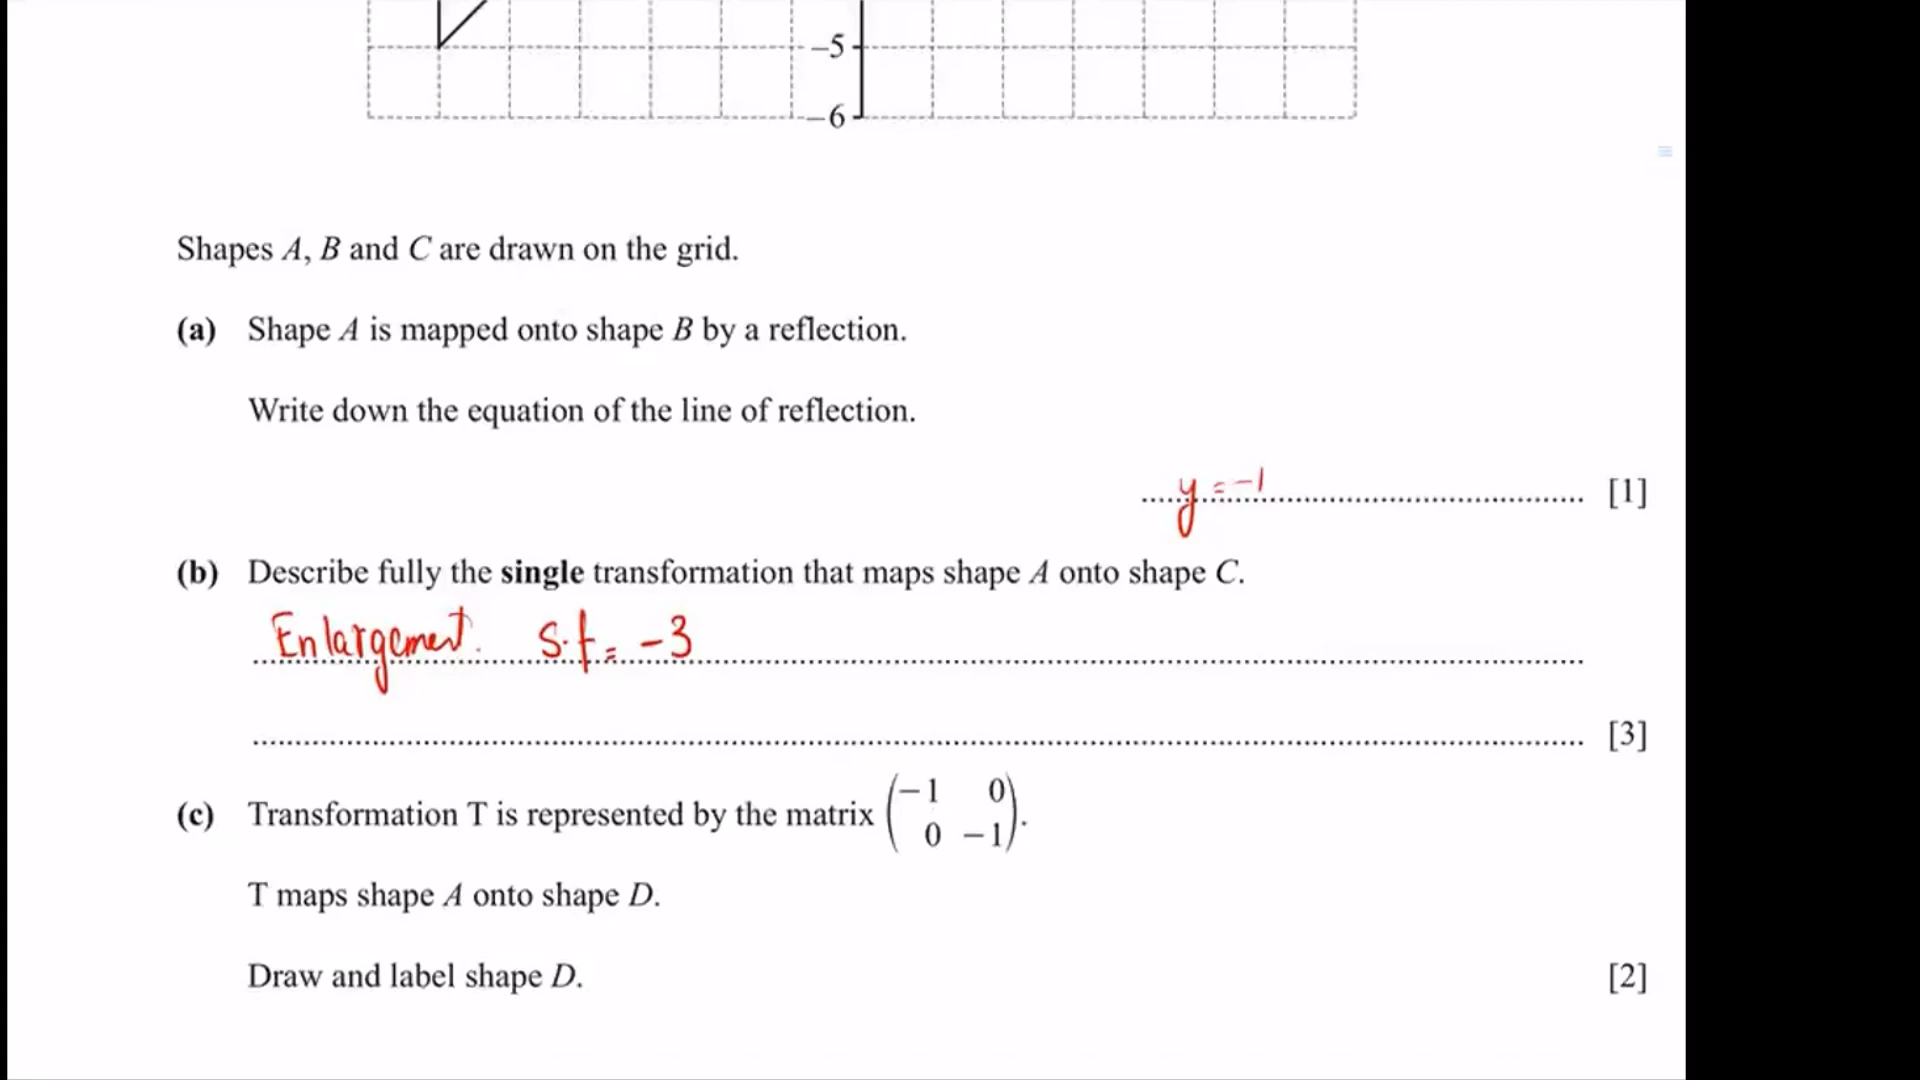 –5
–6
Shapes A, B and C are drawn on the grid.
(a) Shape A is mapped onto shape B by a reflection.
Write down the equation of the line of reflection.
y = -1 [1]
(b) Describe fully the single transformation that maps shape A onto shape C.
Enlargement. S.f = -3
[3]
(c) Transformation T is represented by the matrix (−1 0
0 −1).
T maps shape A onto shape D.
Draw and label shape D. [2]